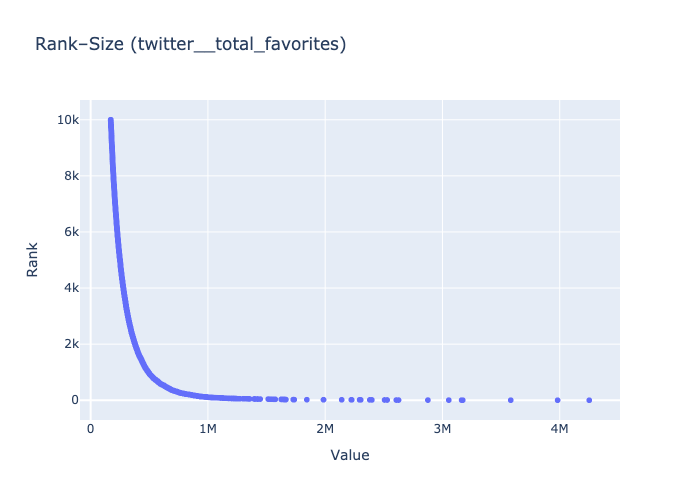 Rank−Size (twitter__total_favorites)
10k
8k
6k
4k
2k
0
Rank
0 1M 2M 3M 4M
Value